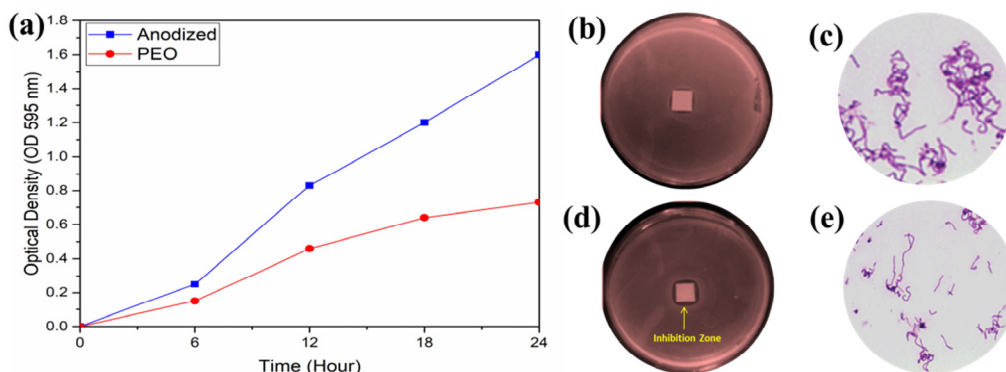 (a)
Anodized
PEO
Optical Density (OD 595 nm)
1.8
1.6
1.4
1.2
1.0
0.8
0.6
0.4
0.2
0.0
0
6
12
18
24
Time (Hour)
(b)
(c)
(d)
Inhibition Zone
(e)